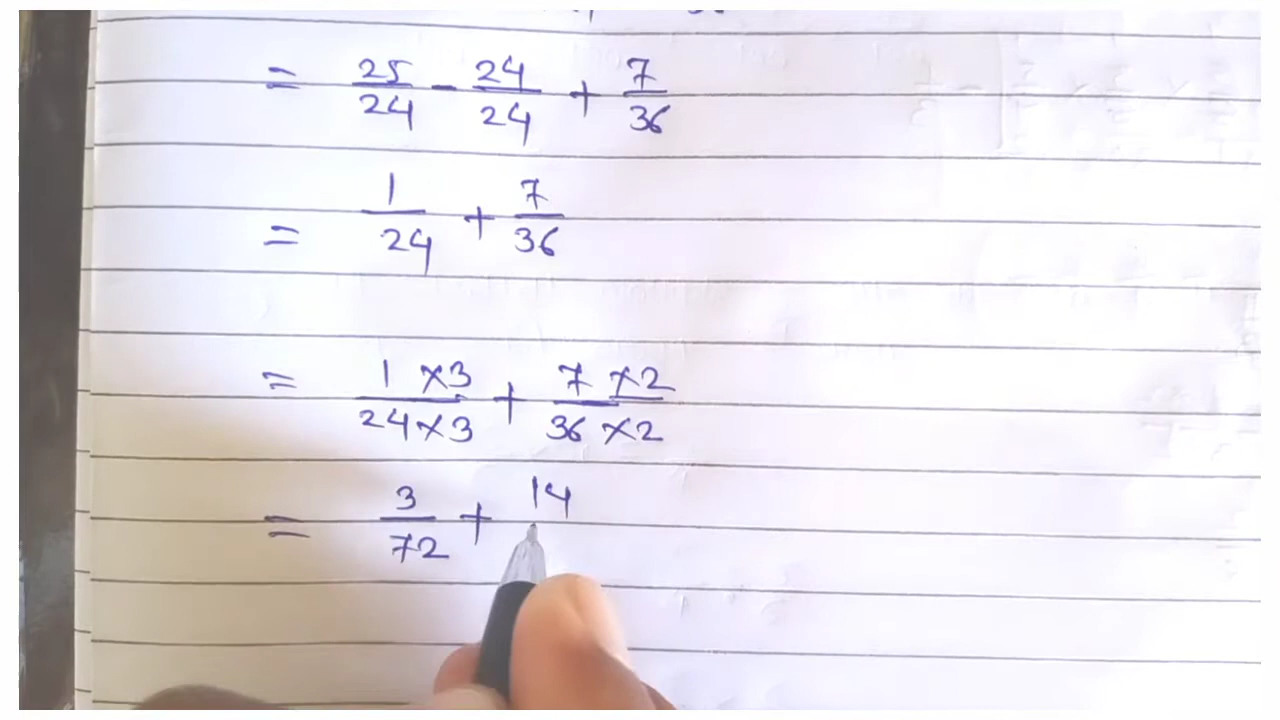 = 25/24 - 24/24 + 7/36
= 1/24 + 7/36
= 1 ×3/24×3 + 7 ×2/36 ×2
= 3/72 + 14